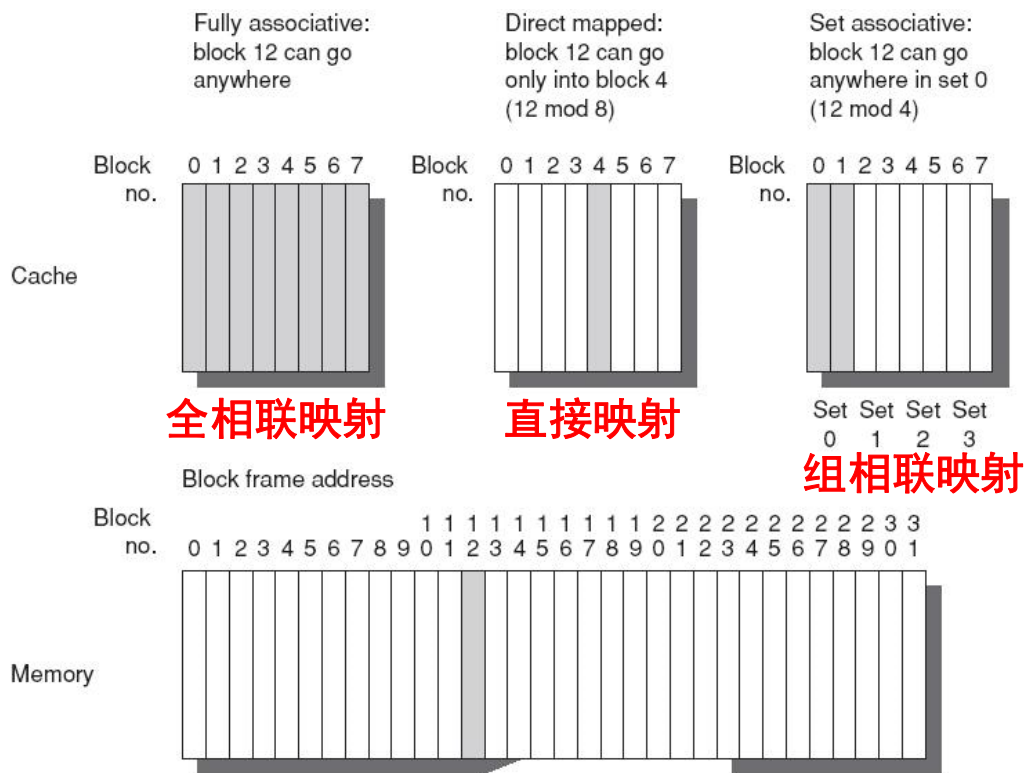 Fully associative:
block 12 can go
anywhere
Direct mapped:
block 12 can go
only into block 4
(12 mod 8)
Set associative:
block 12 can go
anywhere in set 0
(12 mod 4)
Block no. 0 1 2 3 4 5 6 7
Block no. 0 1 2 3 4 5 6 7
Block no. 0 1 2 3 4 5 6 7
Cache
全相联映射
直接映射
Set 0 Set 1 Set 2 Set 3
组相联映射
Block frame address
Block no. 0 1 2 3 4 5 6 7 8 9 10 11 12 13 14 15 16 17 18 19 20 21 22 23 24 25 26 27 28 29 30 31
Memory